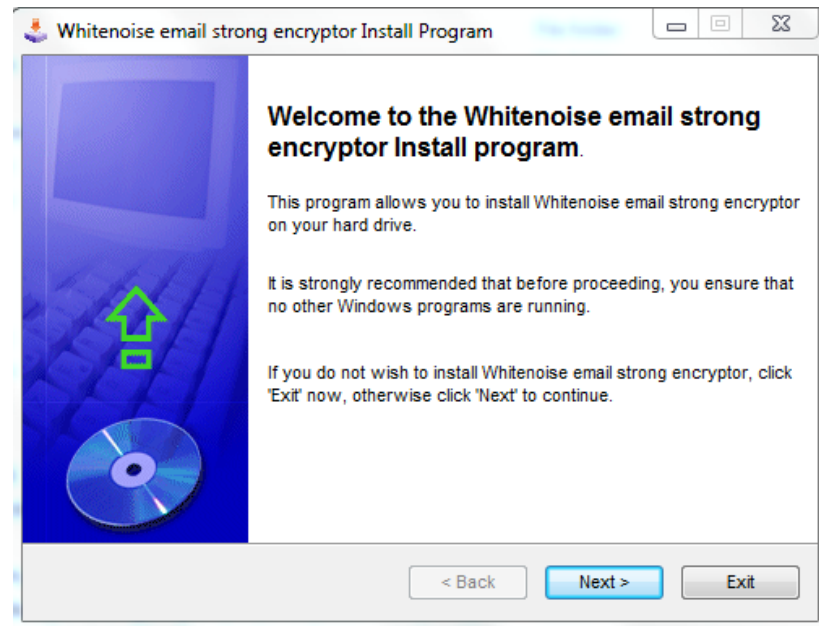 Whitenoise email strong encryptor Install Program
Welcome to the Whitenoise email strong
encryptor Install program.
This program allows you to install Whitenoise email strong encryptor
on your hard drive.
It is strongly recommended that before proceeding, you ensure that
no other Windows programs are running.
If you do not wish to install Whitenoise email strong encryptor, click
'Exit' now, otherwise click 'Next' to continue.
< Back
Next >
Exit